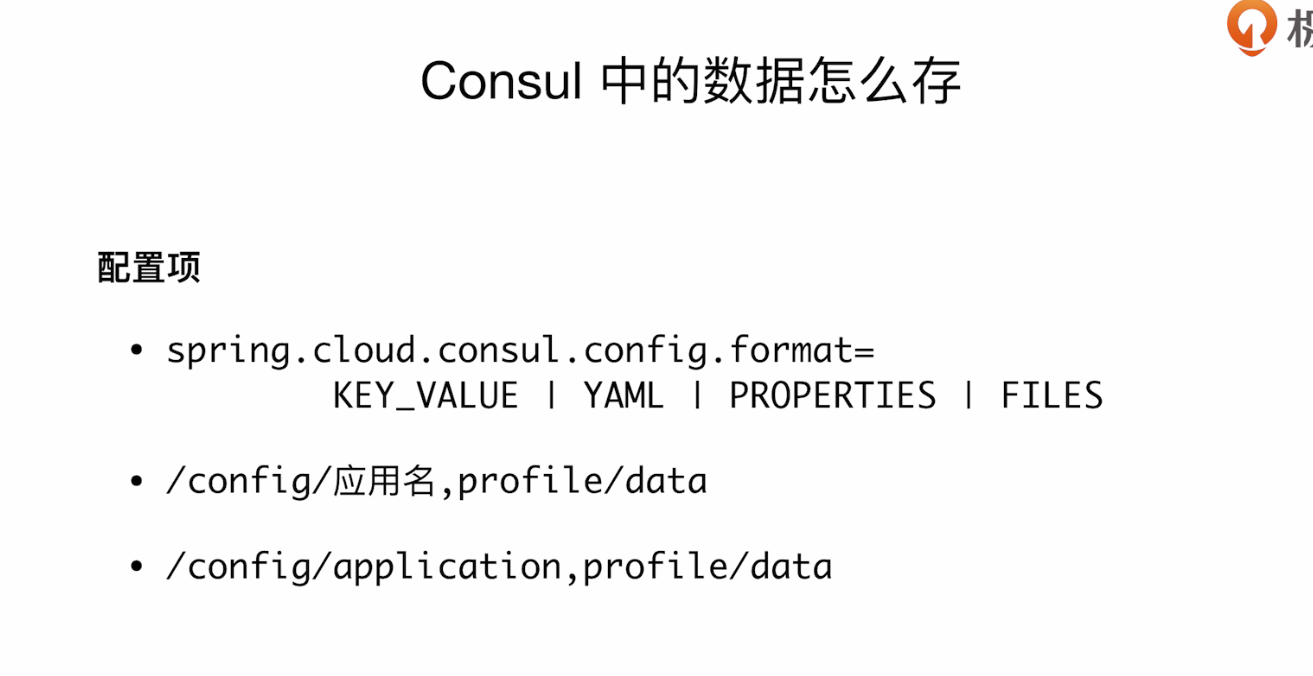 Consul 中的数据怎么存
配置项
• spring.cloud.consul.config.format=
KEY_VALUE | YAML | PROPERTIES | FILES
• /config/应用名,profile/data
• /config/application,profile/data